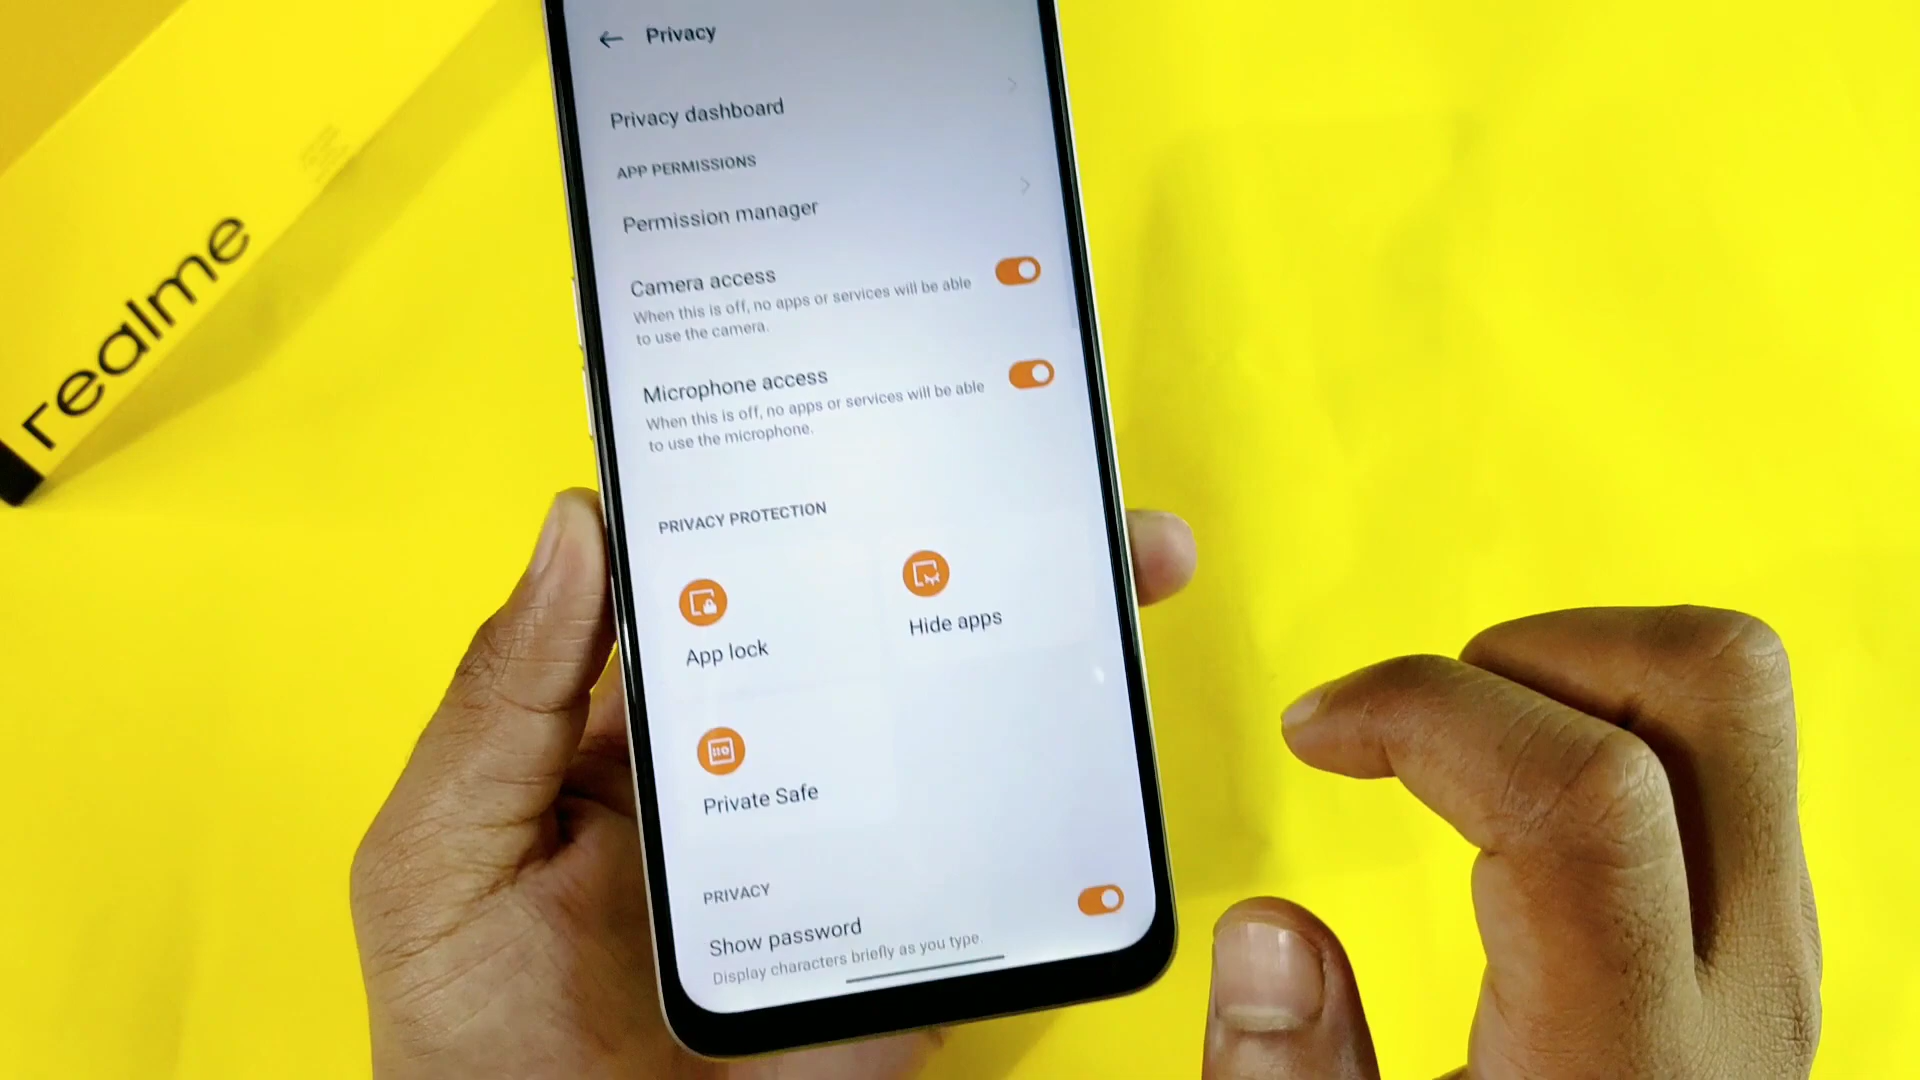 realme
Privacy
Privacy dashboard
APP PERMISSIONS
Permission manager
Camera access
When this is off, no apps or services will be able
to use the camera.
Microphone access
When this is off, no apps or services will be able
to use the microphone.
PRIVACY PROTECTION
App lock
Hide apps
Private Safe
PRIVACY
Show password
Display characters briefly as you type.